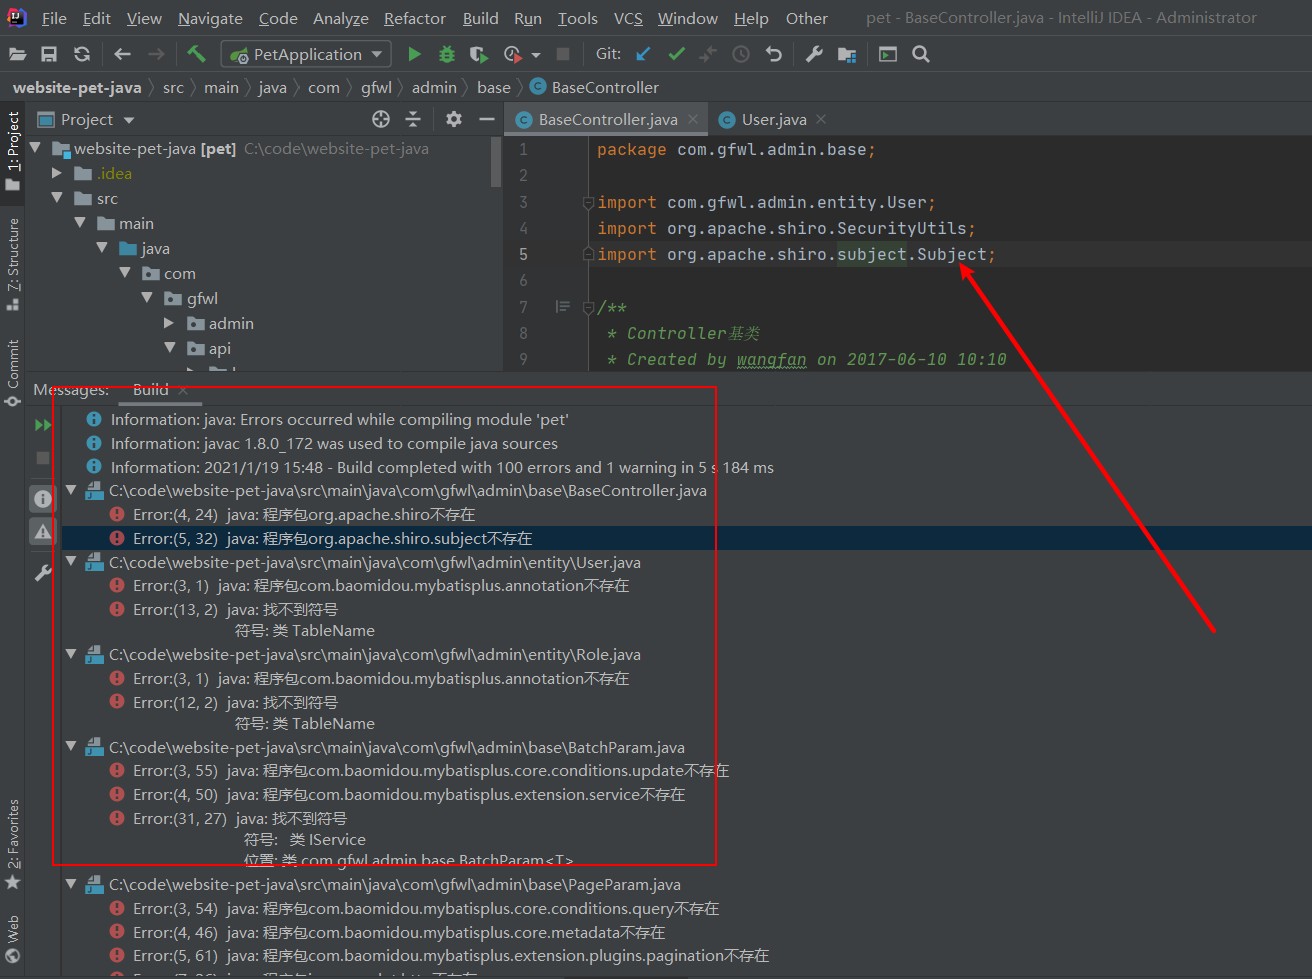 File Edit View Navigate Code Analyze Refactor Build Run Tools VCS Window Help Other pet - BaseController.java - IntelliJ IDEA - Administrator
PetApplication Git:
website-pet-java src main java com gfwl admin base BaseController
Project BaseController.java User.java
1: Project
Z: Structure
Commit
2: Favorites
Web
website-pet-java [pet] C:\code\website-pet-java
.idea
src
main
java
com
gfwl
admin
api
1 package com.gfwl.admin.base;
2
3 import com.gfwl.admin.entity.User;
4 import org.apache.shiro.SecurityUtils;
5 import org.apache.shiro.subject.Subject;
6
7 /**
8 * Controller基类
9 * Created by wangfan on 2017-06-10 10:10
Messages: Build
Information: java: Errors occurred while compiling module 'pet'
Information: javac 1.8.0_172 was used to compile java sources
Information: 2021/1/19 15:48 - Build completed with 100 errors and 1 warning in 5 s 184 ms
C:\code\website-pet-java\src\main\java\com\gfwl\admin\base\BaseController.java
Error:(4, 24) java: 程序包org.apache.shiro不存在
Error:(5, 32) java: 程序包org.apache.shiro.subject不存在
C:\code\website-pet-java\src\main\java\com\gfwl\admin\entity\User.java
Error:(3, 1) java: 程序包com.baomidou.mybatisplus.annotation不存在
Error:(13, 2) java: 找不到符号
符号: 类 TableName
C:\code\website-pet-java\src\main\java\com\gfwl\admin\entity\Role.java
Error:(3, 1) java: 程序包com.baomidou.mybatisplus.annotation不存在
Error:(12, 2) java: 找不到符号
符号: 类 TableName
C:\code\website-pet-java\src\main\java\com\gfwl\admin\base\BatchParam.java
Error:(3, 55) java: 程序包com.baomidou.mybatisplus.core.conditions.update不存在
Error:(4, 50) java: 程序包com.baomidou.mybatisplus.extension.service不存在
Error:(31, 27) java: 找不到符号
符号: 类 IService
位置: 类 com.gfwl.admin.base.BatchParam<T>
C:\code\website-pet-java\src\main\java\com\gfwl\admin\base\PageParam.java
Error:(3, 54) java: 程序包com.baomidou.mybatisplus.core.conditions.query不存在
Error:(4, 46) java: 程序包com.baomidou.mybatisplus.core.metadata不存在
Error:(5, 61) java: 程序包com.baomidou.mybatisplus.extension.plugins.pagination不存在